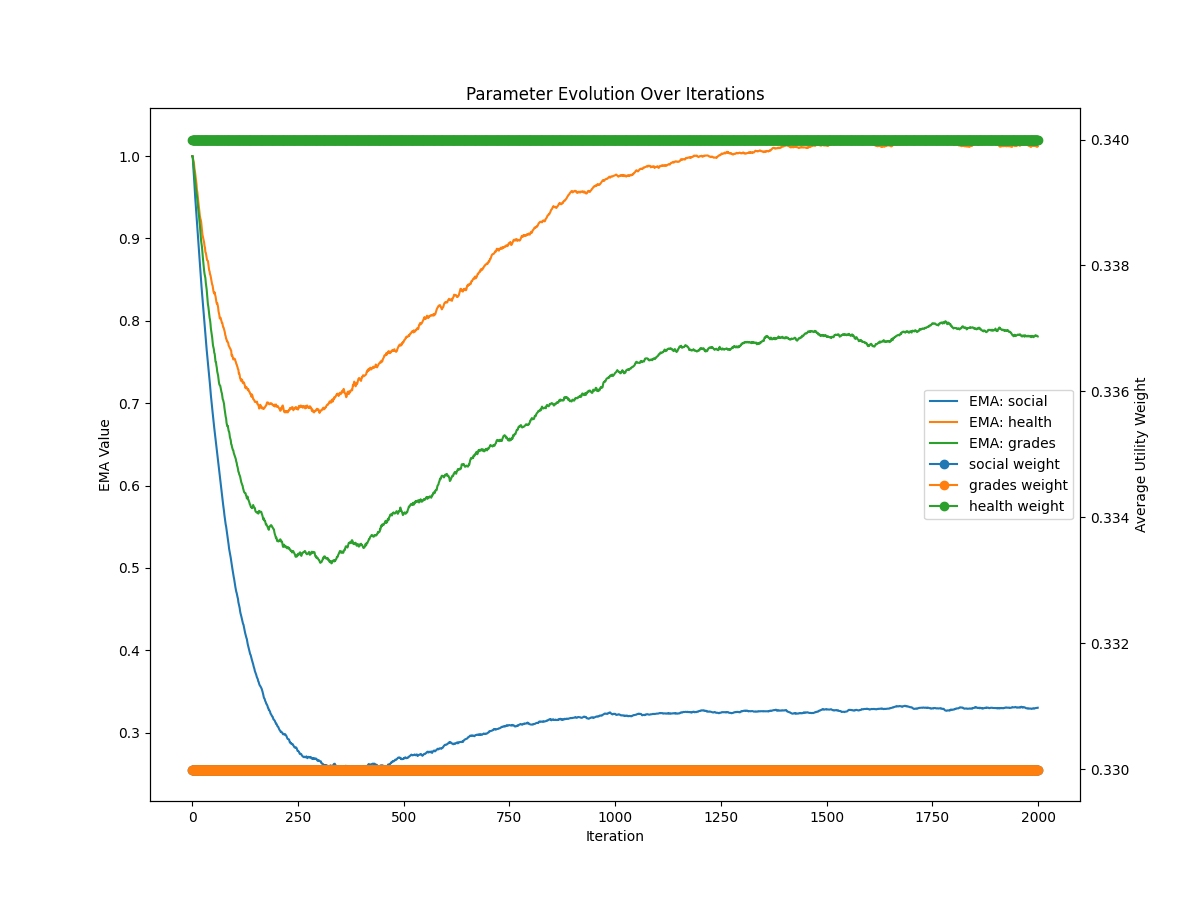 Parameter Evolution Over Iterations
EMA Value
1.0
0.9
0.8
0.7
0.6
0.5
0.4
0.3
0.340
0.338
0.336
0.334
0.332
0.330
Average Utility Weight
EMA: social
EMA: health
EMA: grades
social weight
grades weight
health weight
0 250 500 750 1000 1250 1500 1750 2000
Iteration